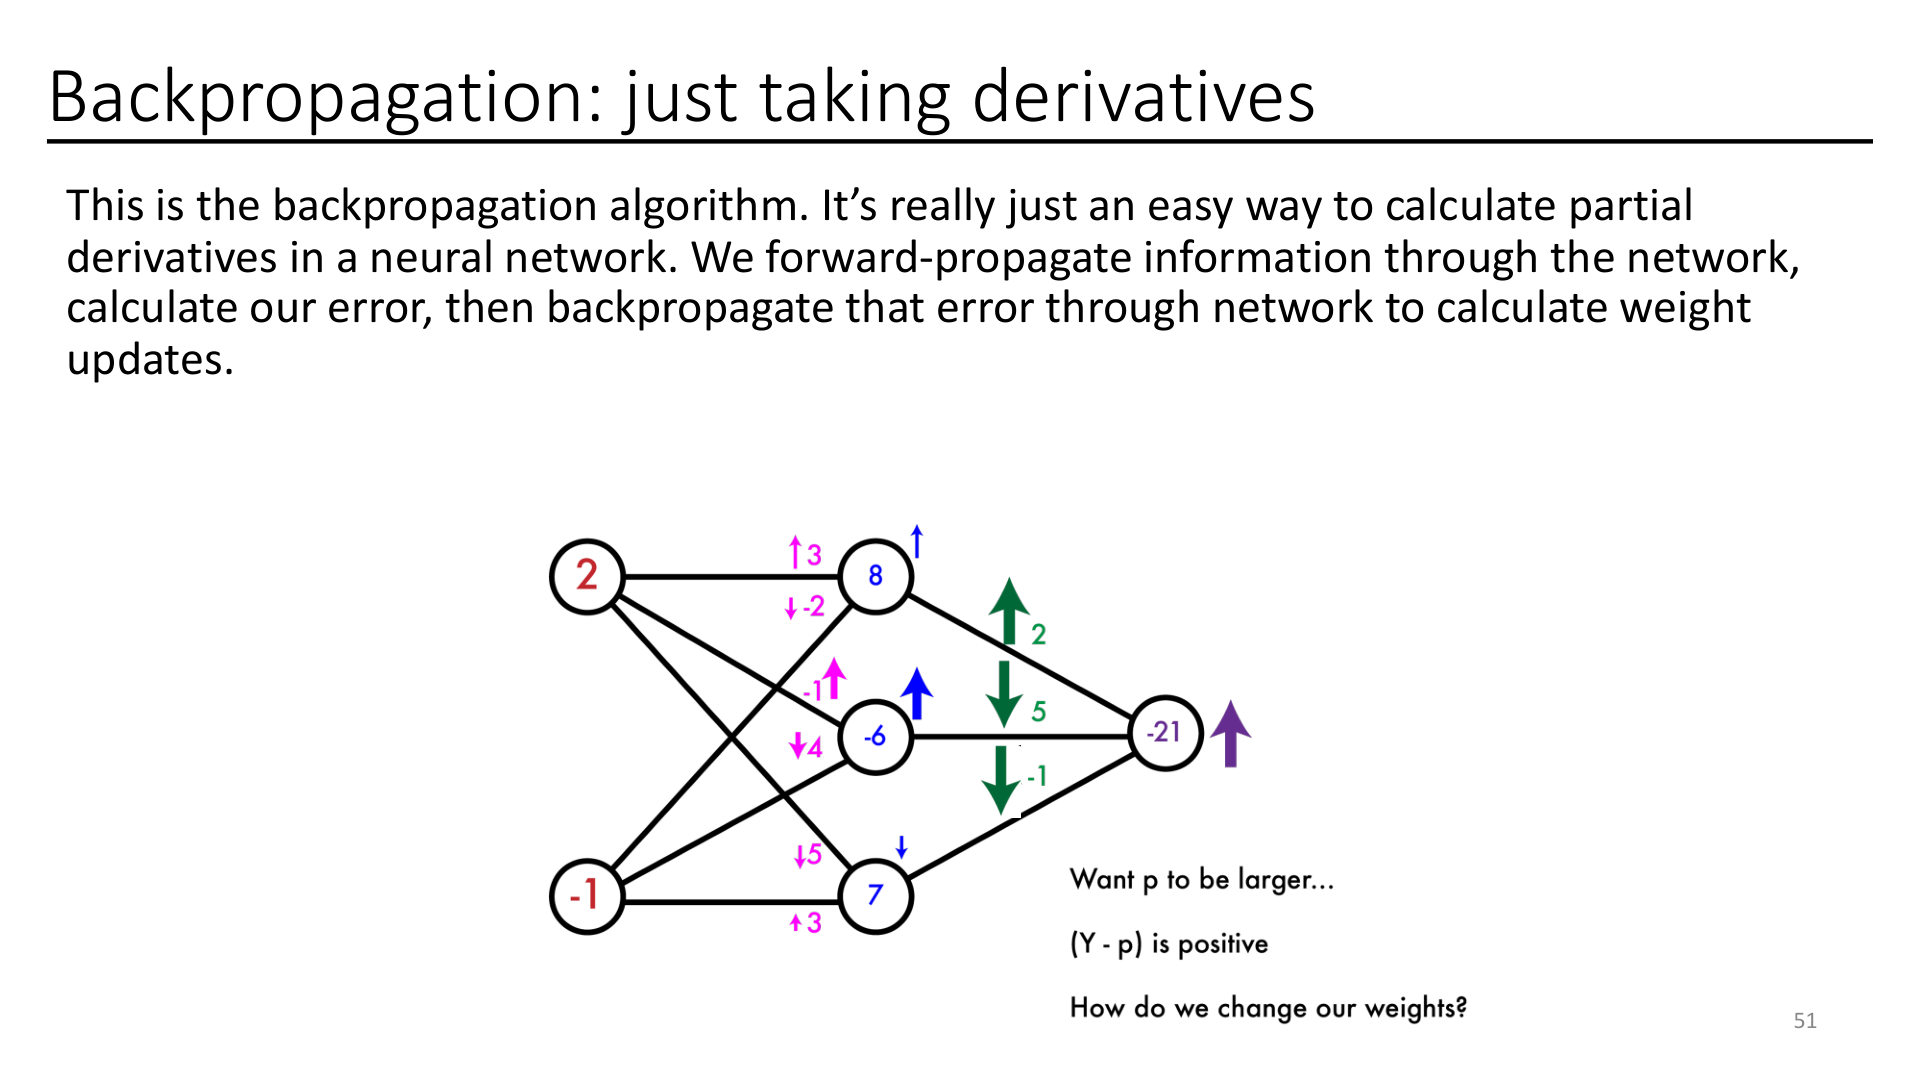 Backpropagation: just taking derivatives
This is the backpropagation algorithm. It’s really just an easy way to calculate partial
derivatives in a neural network. We forward-propagate information through the network,
calculate our error, then backpropagate that error through network to calculate weight
updates.
3
2
8
-2
2
-1
5
-6
-21
4
-1
5
-1
7
3
Want p to be larger...
(Y - p) is positive
How do we change our weights?
51